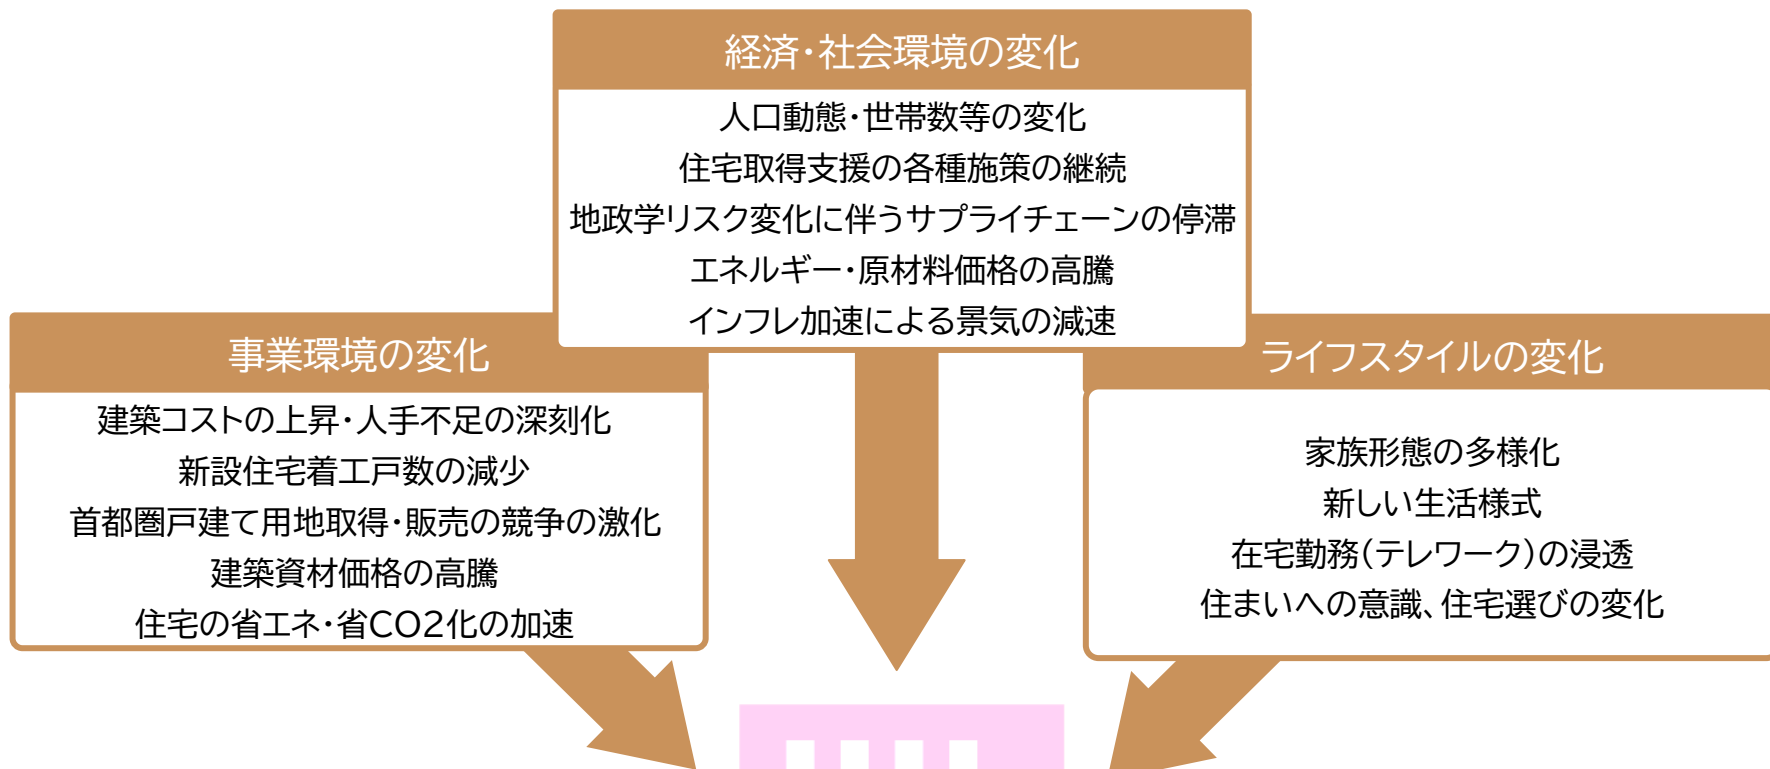 経済・社会環境の変化
人口動態・世帯数等の変化
住宅取得支援の各種施策の継続
地政学リスク変化に伴うサプライチェーンの停滞
エネルギー・原材料価格の高騰
インフレ加速による景気の減速
事業環境の変化
建築コストの上昇・人手不足の深刻化
新設住宅着工戸数の減少
首都圏戸建て用地取得・販売の競争の激化
建築資材価格の高騰
住宅の省エネ・省CO2化の加速
ライフスタイルの変化
家族形態の多様化
新しい生活様式
在宅勤務(テレワーク)の浸透
住まいへの意識、住宅選びの変化